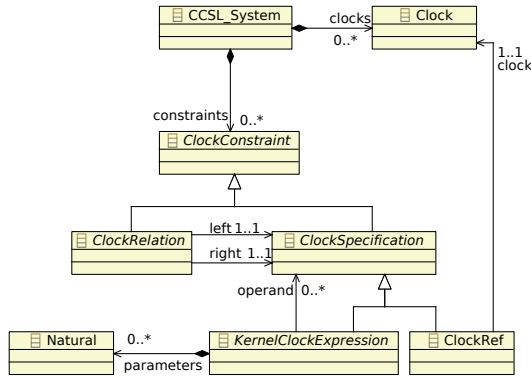 CCSL_System
clocks
Clock
0..*
1..1
clock
constraints
0..*
ClockConstraint
left 1..1
ClockRelation
ClockSpecification
right 1..1
operand 0..*
Natural
0..*
KernelClockExpression
ClockRef
parameters